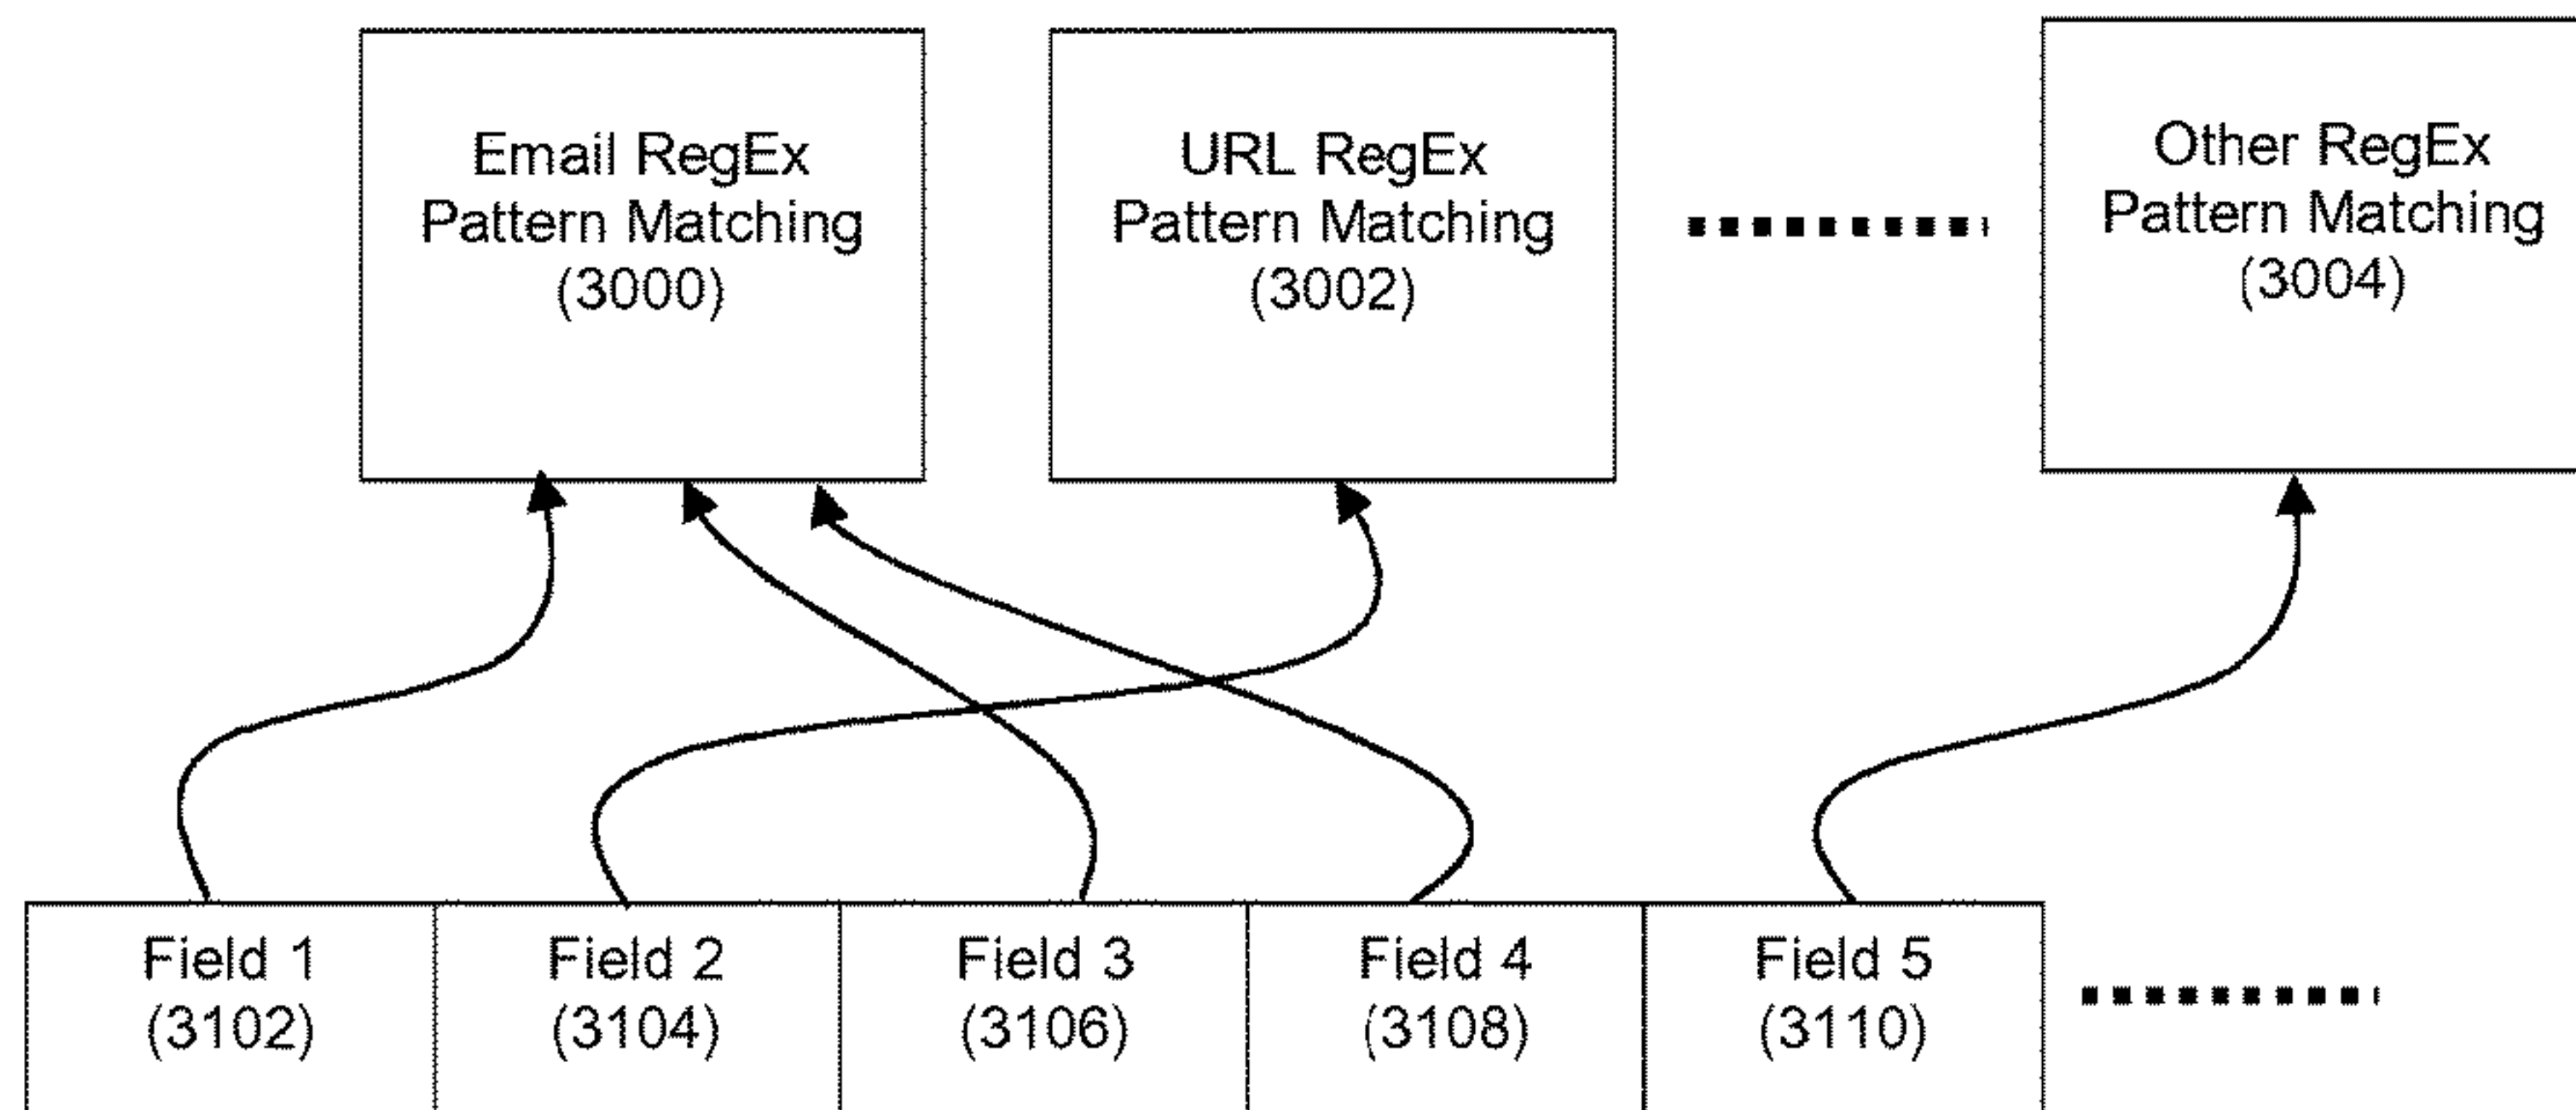 Email RegEx
Pattern Matching
(3000)
URL RegEx
Pattern Matching
(3002)
Other RegEx
Pattern Matching
(3004)
Field 1
(3102)
Field 2
(3104)
Field 3
(3106)
Field 4
(3108)
Field 5
(3110)